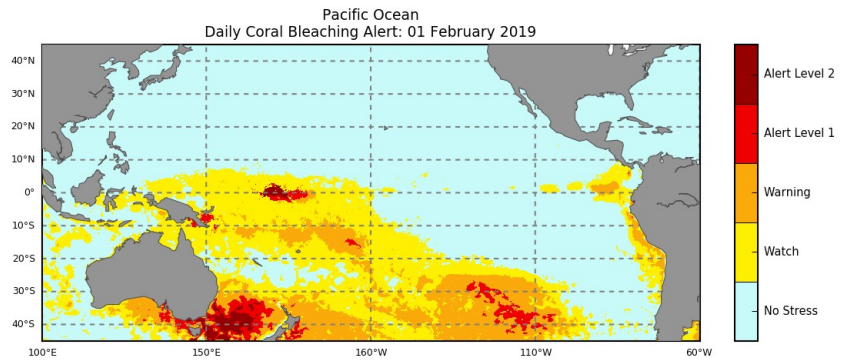 Pacific Ocean
Daily Coral Bleaching Alert: 01 February 2019
40°N
30°N
20°N
10°N
0°
10°S
20°S
30°S
40°S
100°E
150°E
160°W
110°W
60°W
Alert Level 2
Alert Level 1
Warning
Watch
No Stress